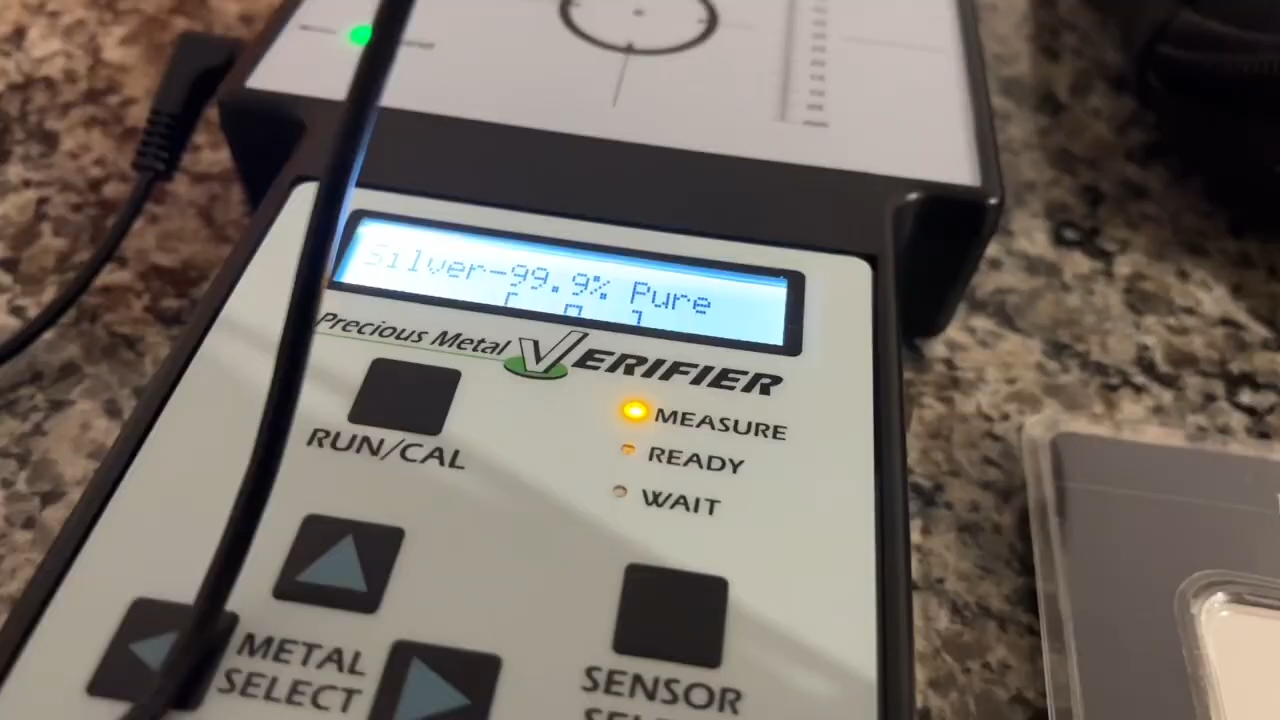 Silver-99.9% Pure
[ ]
Precious Metal VERIFIER
RUN/CAL
MEASURE
READY
WAIT
METAL
SELECT
SENSOR